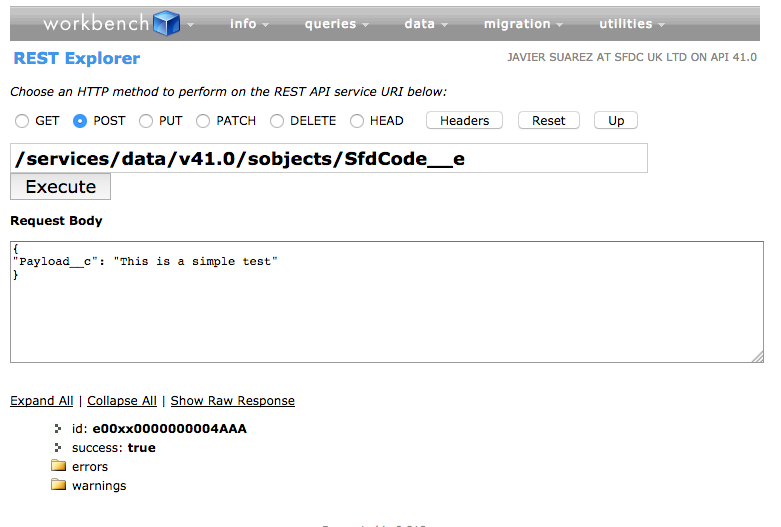 workbench info queries data migration utilities
REST Explorer JAVIER SUAREZ AT SFDC UK LTD ON API 41.0
Choose an HTTP method to perform on the REST API service URI below:
GET POST PUT PATCH DELETE HEAD Headers Reset Up
/services/data/v41.0/sobjects/SfdCode__e
Execute
Request Body
{
"Payload__c": "This is a simple test"
}
Expand All | Collapse All | Show Raw Response
id: e00xx0000000004AAA
success: true
errors
warnings